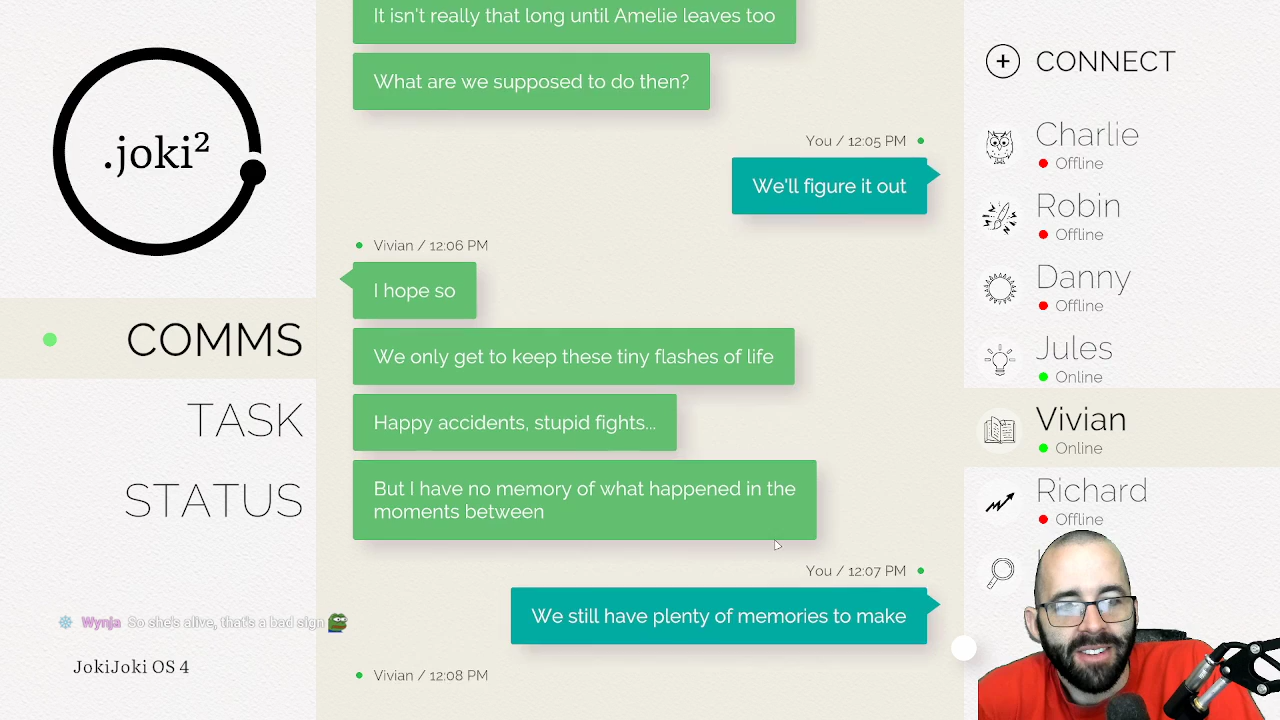 .joki²
COMMS
TASK
STATUS
Wynja So she's alive, that's a bad sign
JokiJoki OS 4
It isn't really that long until Amelie leaves too
What are we supposed to do then?
You / 12:05 PM
We'll figure it out
Vivian / 12:06 PM
I hope so
We only get to keep these tiny flashes of life
Happy accidents, stupid fights...
But I have no memory of what happened in the
moments between
You / 12:07 PM
We still have plenty of memories to make
Vivian / 12:08 PM
+ CONNECT
Charlie
Offline
Robin
Offline
Danny
Offline
Jules
Online
Vivian
Online
Richard
Offline